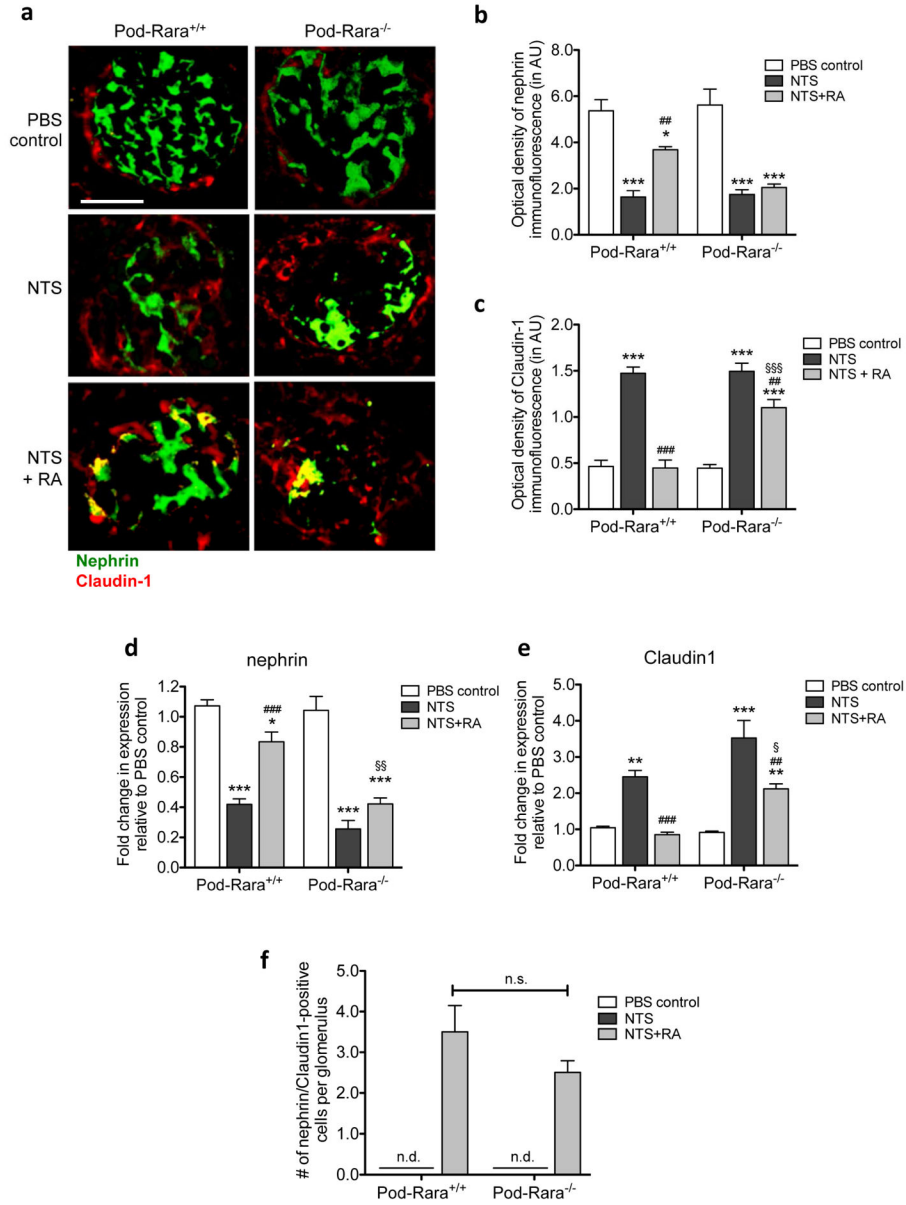 a
Pod-Rara+/+ Pod-Rara-/-
PBS
control
NTS
NTS
+ RA
Nephrin
Claudin-1
b
Optical density of nephrin
immunofluorescence (in AU)
8.0
6.0
4.0
2.0
0.0
***
##
*
***
***
Pod-Rara+/+ Pod-Rara-/-
PBS control
NTS
NTS+RA
c
Optical density of Claudin-1
immunofluorescence (in AU)
2.0
1.5
1.0
0.5
0.0
***
###
***
§§§
##
***
Pod-Rara+/+ Pod-Rara-/-
PBS control
NTS
NTS + RA
d
nephrin
Fold change in expression
relative to PBS control
1.2
1.0
0.8
0.6
0.4
0.2
0.0
***
###
*
***
§§
***
Pod-Rara+/+ Pod-Rara-/-
PBS control
NTS
NTS+RA
e
Claudin1
Fold change in expression
relative to PBS control
5.0
4.0
3.0
2.0
1.0
0.0
**
###
***
§
##
**
Pod-Rara+/+ Pod-Rara-/-
PBS control
NTS
NTS+RA
f
# of nephrin/Claudin1-positive
cells per glomerulus
5.0
4.0
3.0
2.0
1.0
0.0
n.s.
n.d.
n.d.
Pod-Rara+/+ Pod-Rara-/-
PBS control
NTS
NTS+RA